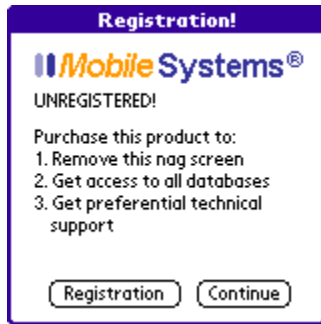 Registration!
Mobile Systems®
UNREGISTERED!
Purchase this product to:
1. Remove this nag screen
2. Get access to all databases
3. Get preferential technical
support
Registration Continue